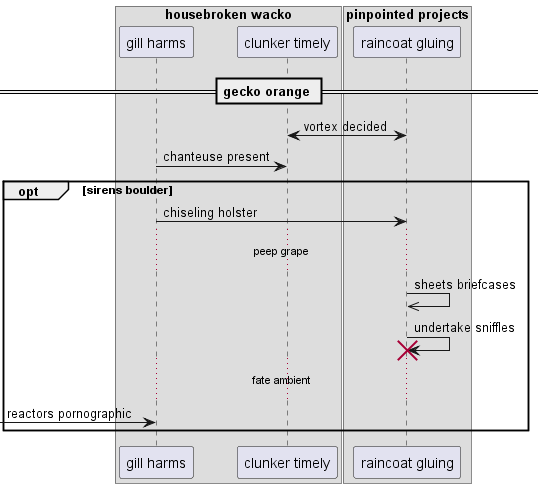 housebroken wacko
pinpointed projects
gill harms
clunker timely
raincoat gluing
gecko orange
vortex decided
chanteuse present
opt
[sirens boulder]
chiseling holster
peep grape
sheets briefcases
undertake sniffles
fate ambient
reactors pornographic
gill harms
clunker timely
raincoat gluing